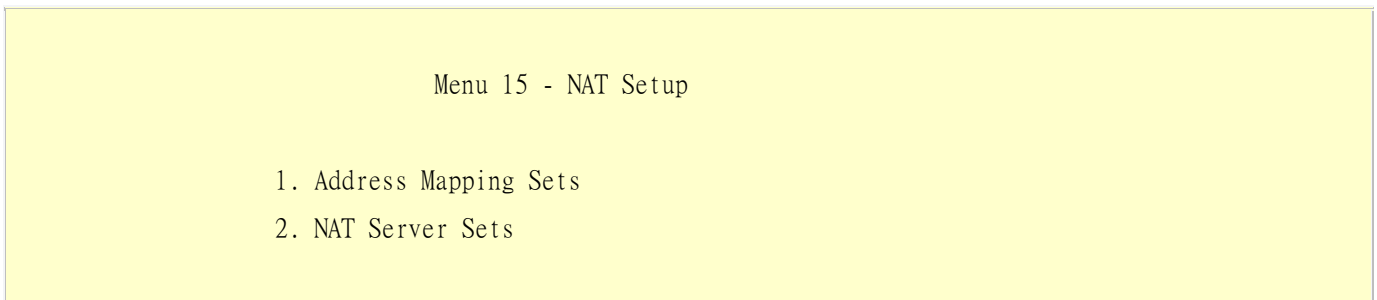 Menu 15 - NAT Setup
1. Address Mapping Sets
2. NAT Server Sets